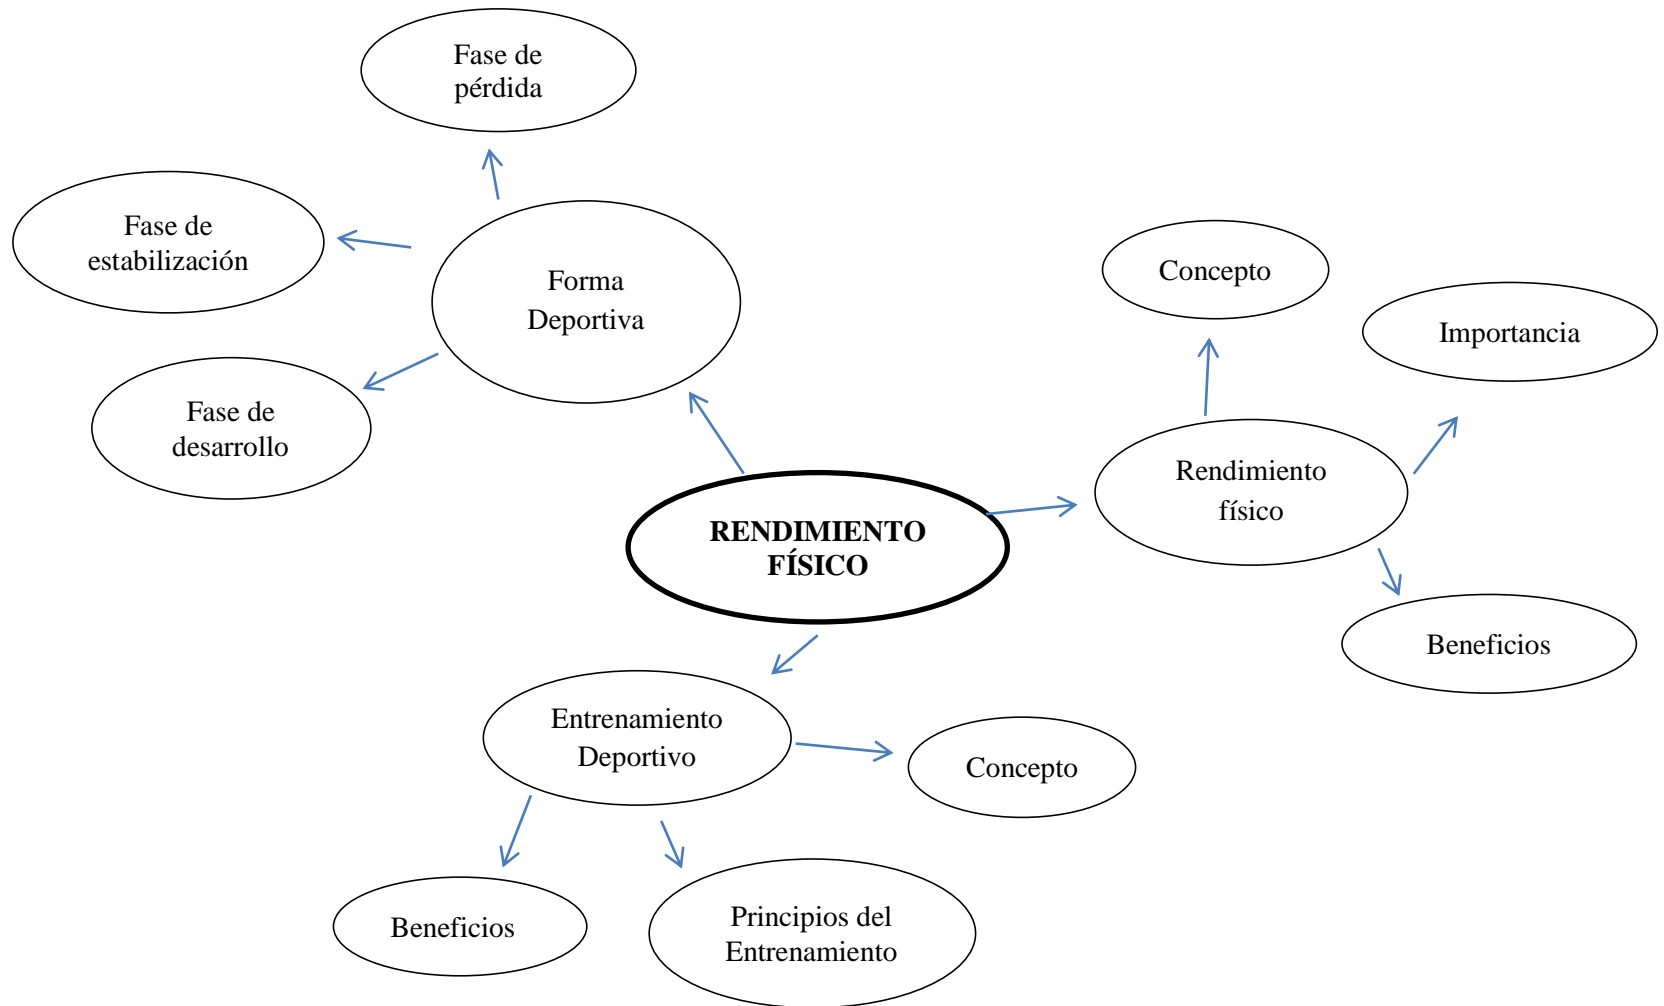 Fase de
pérdida
Fase de
estabilización
Forma
Deportiva
Fase de
desarrollo
Concepto
Importancia
Rendimiento
físico
RENDIMIENTO
FÍSICO
Beneficios
Entrenamiento
Deportivo
Concepto
Beneficios
Principios del
Entrenamiento